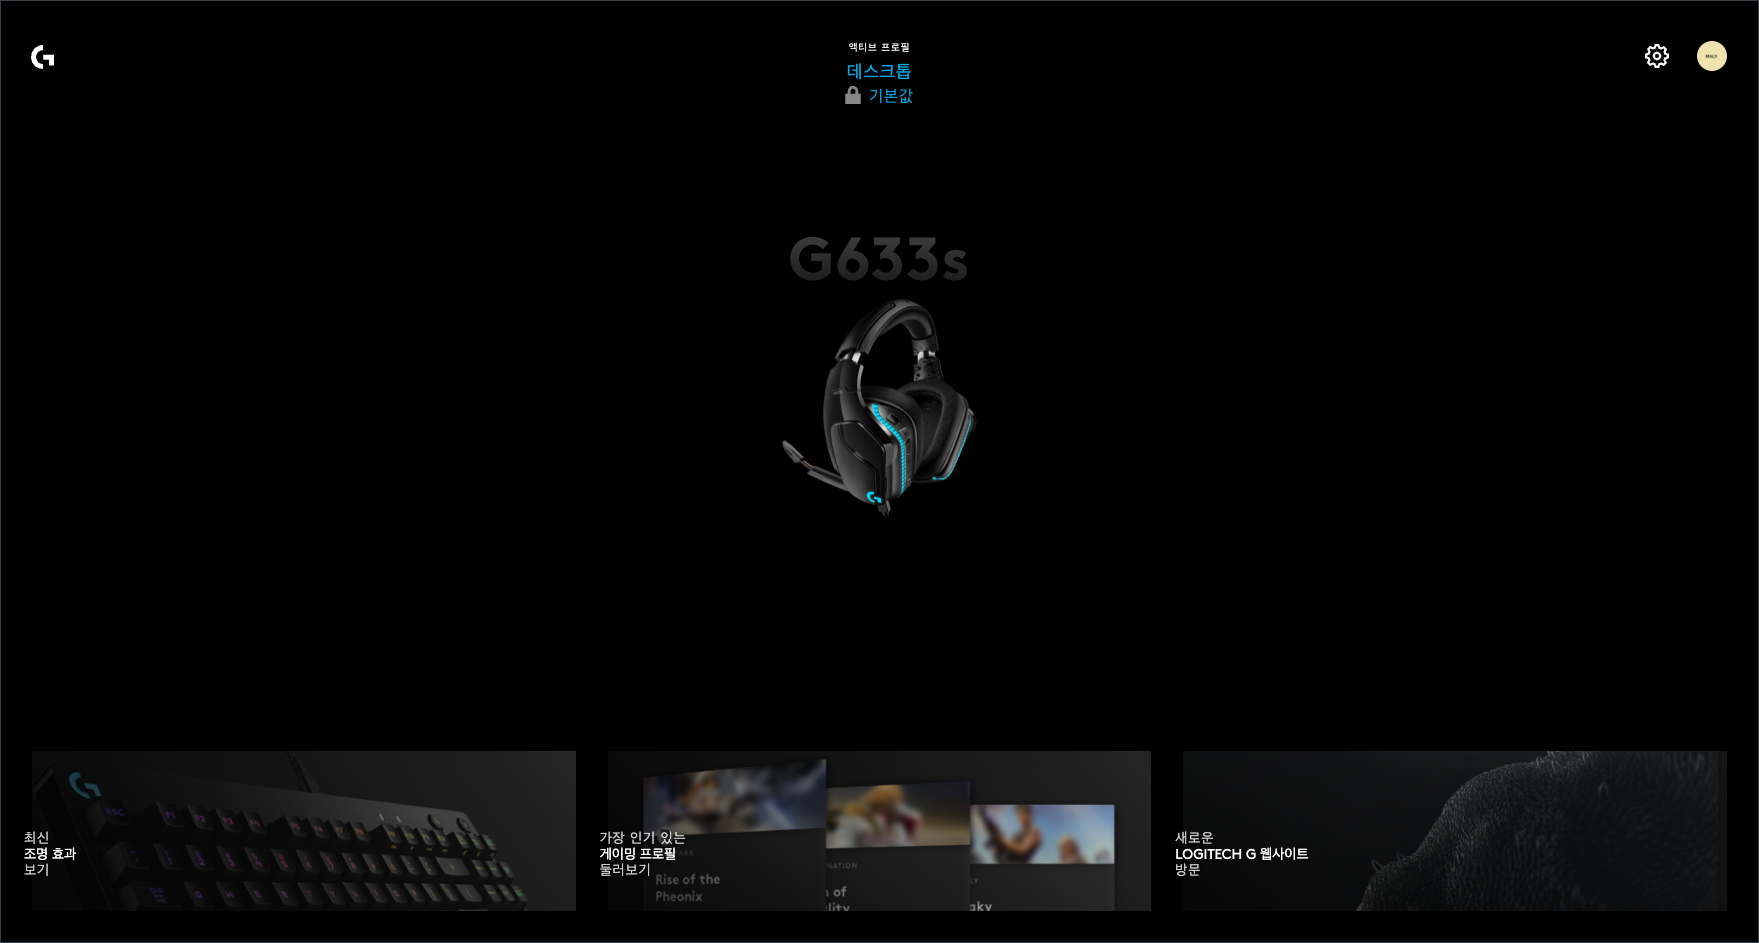 액티브 프로필
데스크톱
기본값
G633s
최신
조명 효과
보기
가장 인기 있는
게이밍 프로필
둘러보기
Rise of the
Pheonix
새로운
LOGITECH G 웹사이트
방문